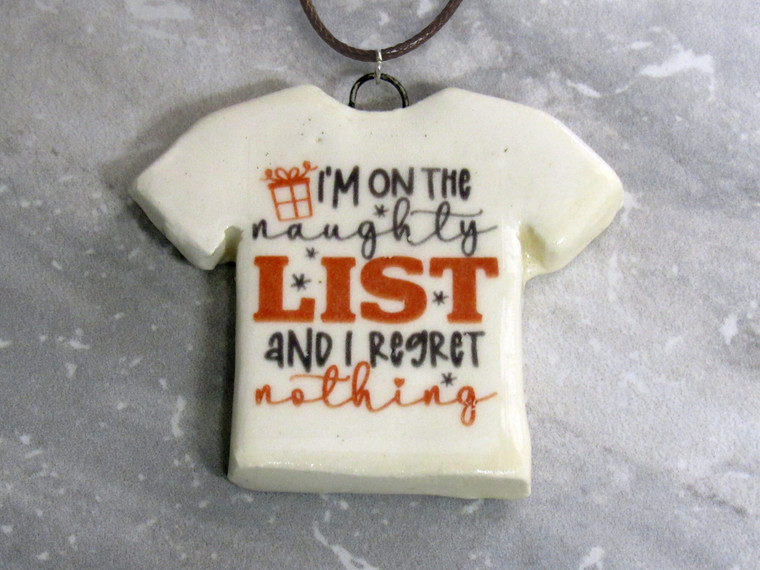 I'M ON THE
naughty
LIST
AND I REGRET
nothing